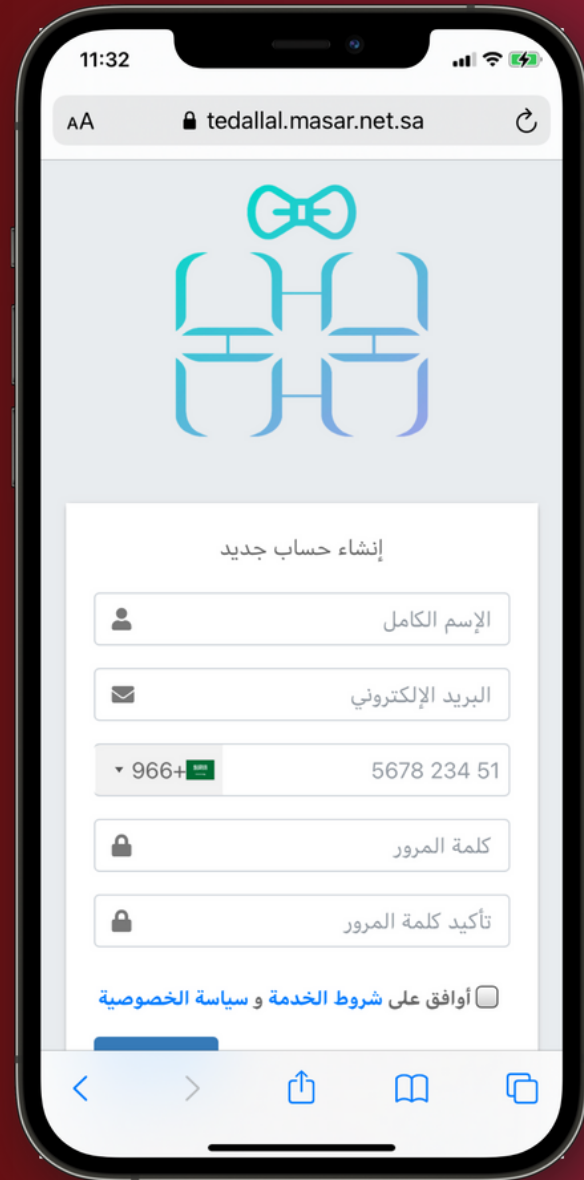 11:32
AA tedallal.masar.net.sa
إنشاء حساب جديد
الإسم الكامل
البريد الإلكتروني
966+ 5678 234 51
كلمة المرور
تأكيد كلمة المرور
أوافق على شروط الخدمة و سياسة الخصوصية